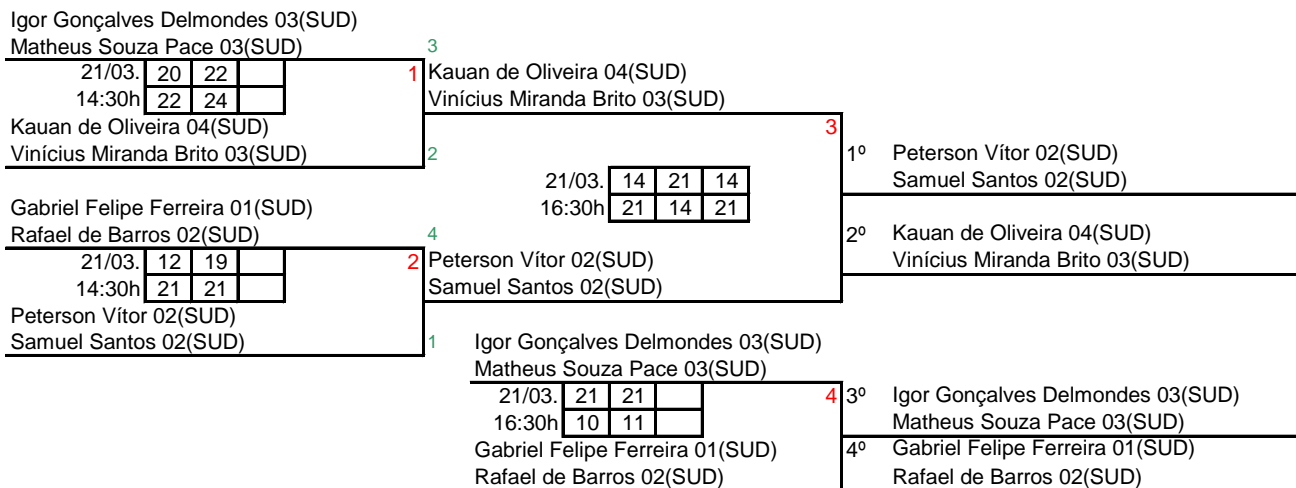 Igor Gonçalves Delmondes 03(SUD)
Matheus Souza Pace 03(SUD)
3
21/03. 20 22
1
14:30h 22 24
Kauan de Oliveira 04(SUD)
Vinícius Miranda Brito 03(SUD)
2
Kauan de Oliveira 04(SUD)
Vinícius Miranda Brito 03(SUD)
Gabriel Felipe Ferreira 01(SUD)
Rafael de Barros 02(SUD)
4
21/03. 12 19
2
14:30h 21 21
Peterson Vítor 02(SUD)
Samuel Santos 02(SUD)
1
Peterson Vítor 02(SUD)
Samuel Santos 02(SUD)
3
21/03. 14 21 14
16:30h 21 14 21
1º Peterson Vítor 02(SUD)
Samuel Santos 02(SUD)
2º Kauan de Oliveira 04(SUD)
Vinícius Miranda Brito 03(SUD)
Igor Gonçalves Delmondes 03(SUD)
Matheus Souza Pace 03(SUD)
21/03. 21 21
4
16:30h 10 11
Gabriel Felipe Ferreira 01(SUD)
Rafael de Barros 02(SUD)
3º Igor Gonçalves Delmondes 03(SUD)
Matheus Souza Pace 03(SUD)
4º Gabriel Felipe Ferreira 01(SUD)
Rafael de Barros 02(SUD)